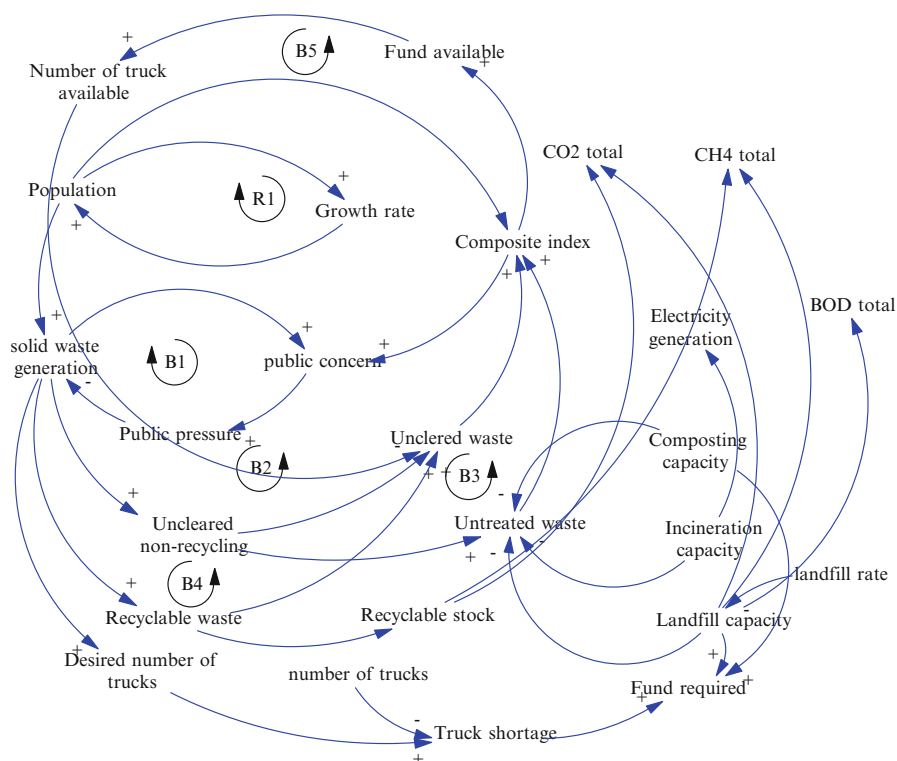 +
B5
Fund available
+
Number of truck
available
CO2 total
CH4 total
+
Population
R1
Growth rate
+
Composite index
+
+
BOD total
+
Electricity
generation
solid waste
generation
+
B1
public concern
+
-
Public pressure
+
-
Unclered waste
Composting
capacity
B2
+
+
B3
-
+
Uncleared
non-recycling
Untreated waste
Incineration
capacity
+
-
-
landfill rate
+
B4
Recyclable waste
Recyclable stock
-
Landfill capacity
+
Desired number of
trucks
+
number of trucks
Fund required
+
+
-
Truck shortage
+